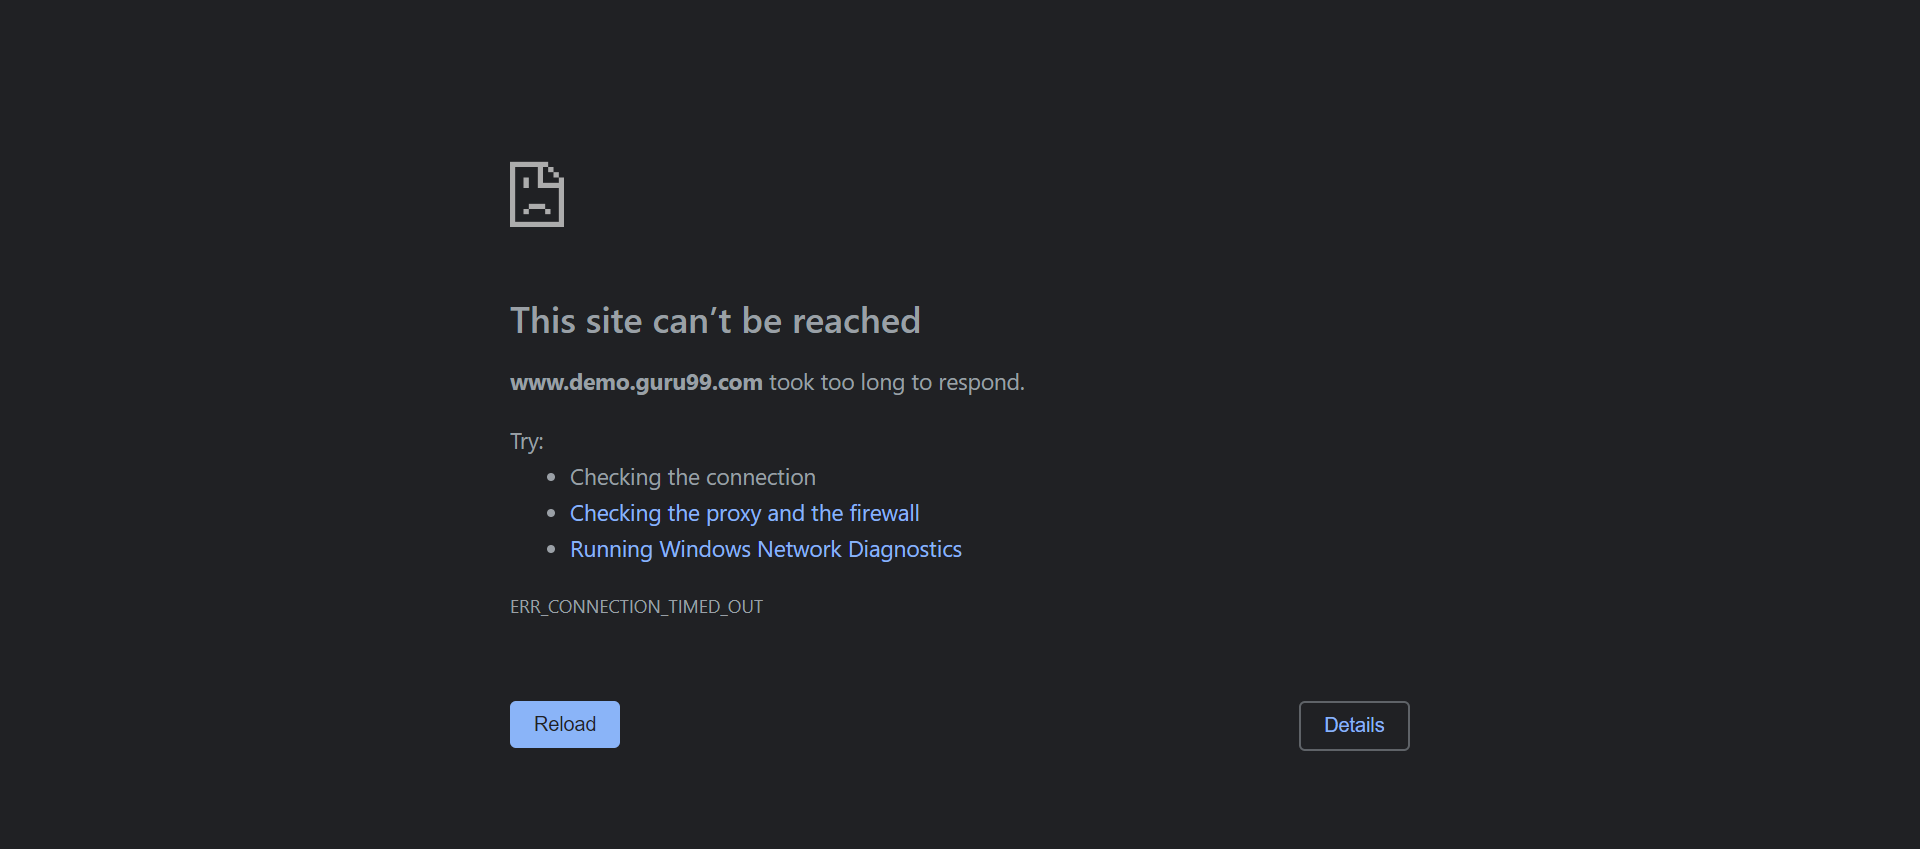 This site can’t be reached
www.demo.guru99.com took too long to respond.
Try:
Checking the connection
Checking the proxy and the firewall
Running Windows Network Diagnostics
ERR_CONNECTION_TIMED_OUT
Reload
Details